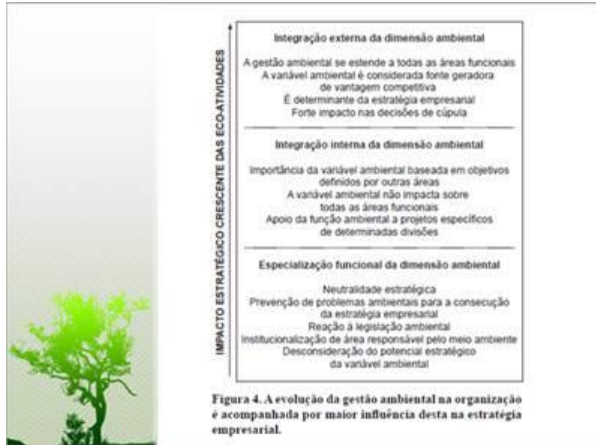 IMPACTO ESTRATÉGICO CRESCENTE DAS ECO-ATIVIDADES
Integração externa da dimensão ambiental
A gestão ambiental se estende a todas as áreas funcionais
A variável ambiental é considerada fonte geradora
de vantagem competitiva
É determinante da estratégia empresarial
Forte impacto nas decisões de cúpula
Integração interna da dimensão ambiental
Importância da variável ambiental baseada em objetivos
definidos por outras áreas
A variável ambiental não impacta sobre
todas as áreas funcionais
Apoio da função ambiental a projetos específicos
de determinadas divisões
Especialização funcional da dimensão ambiental
Neutralidade estratégica
Prevenção de problemas ambientais para a consecução
da estratégia empresarial
Reação à legislação ambiental
Institucionalização de área responsável pelo meio ambiente
Desconsideração do potencial estratégico
da variável ambiental
Figura 4. A evolução da gestão ambiental na organização
é acompanhada por maior influência desta na estratégia
empresarial.